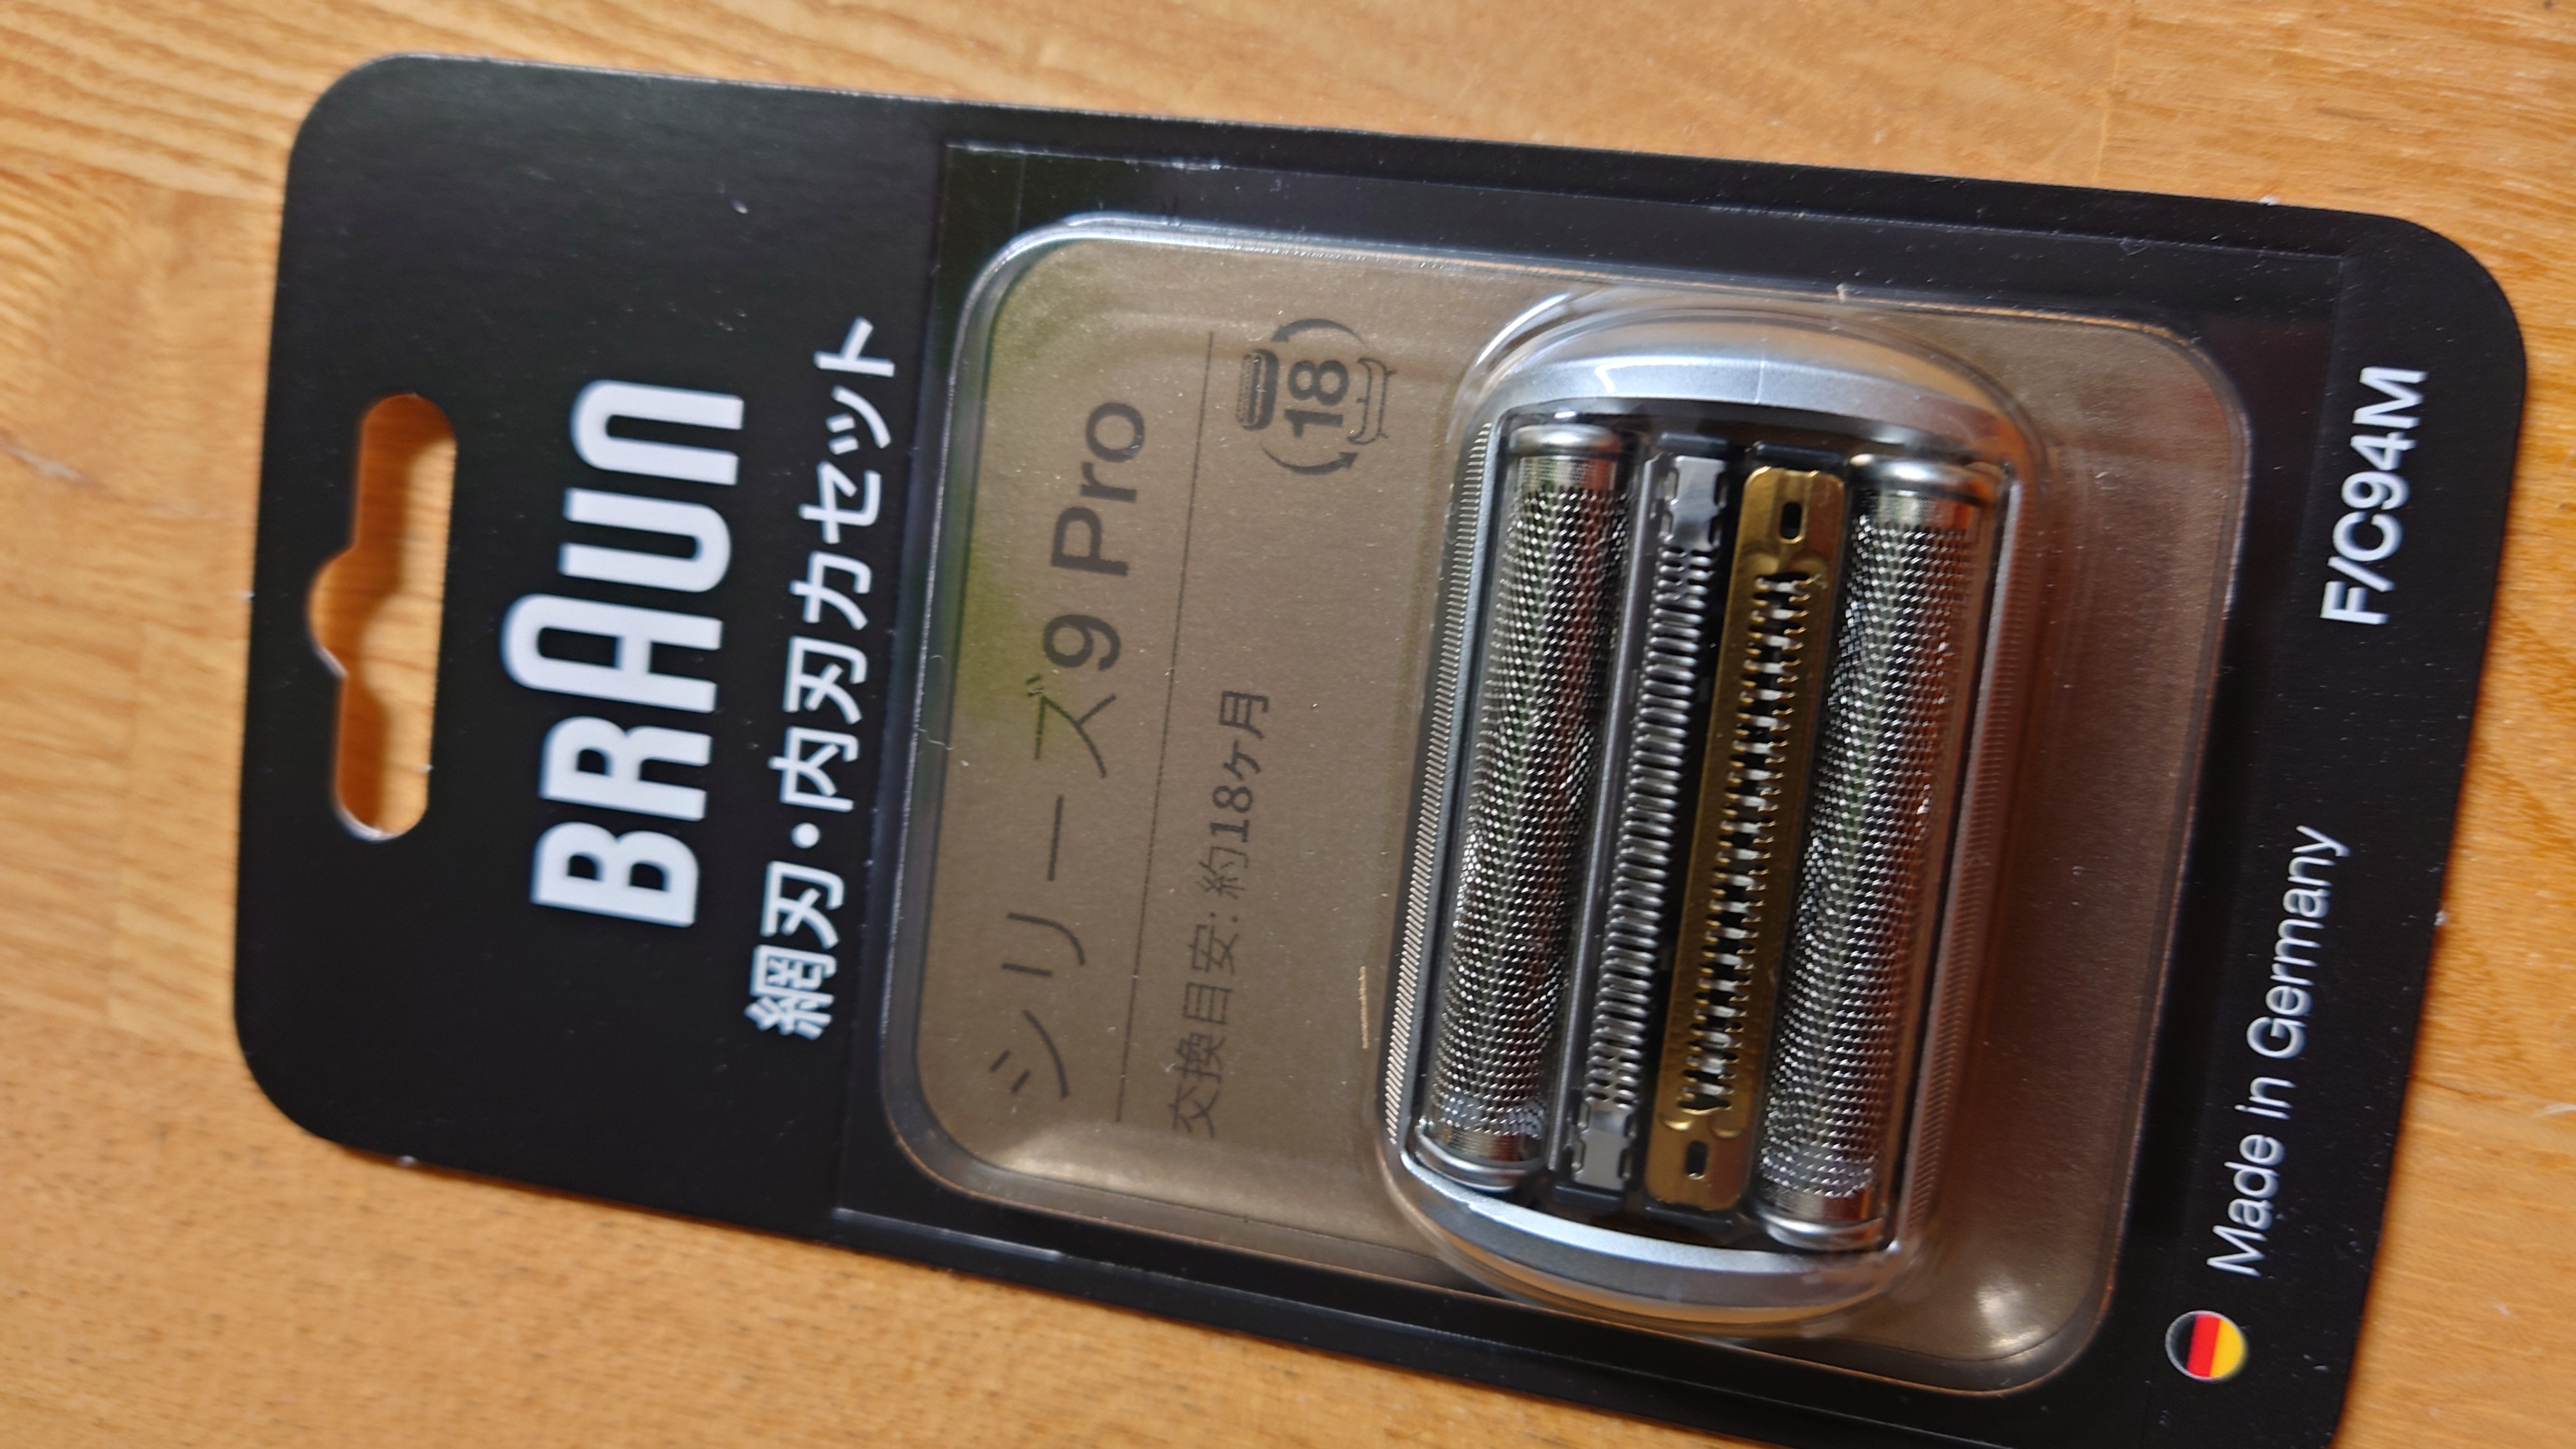 BRAUN
網刃・内刃カセット
シリーズ9 Pro
交換目安: 約18ヶ月
18
Made in Germany
F/C94M